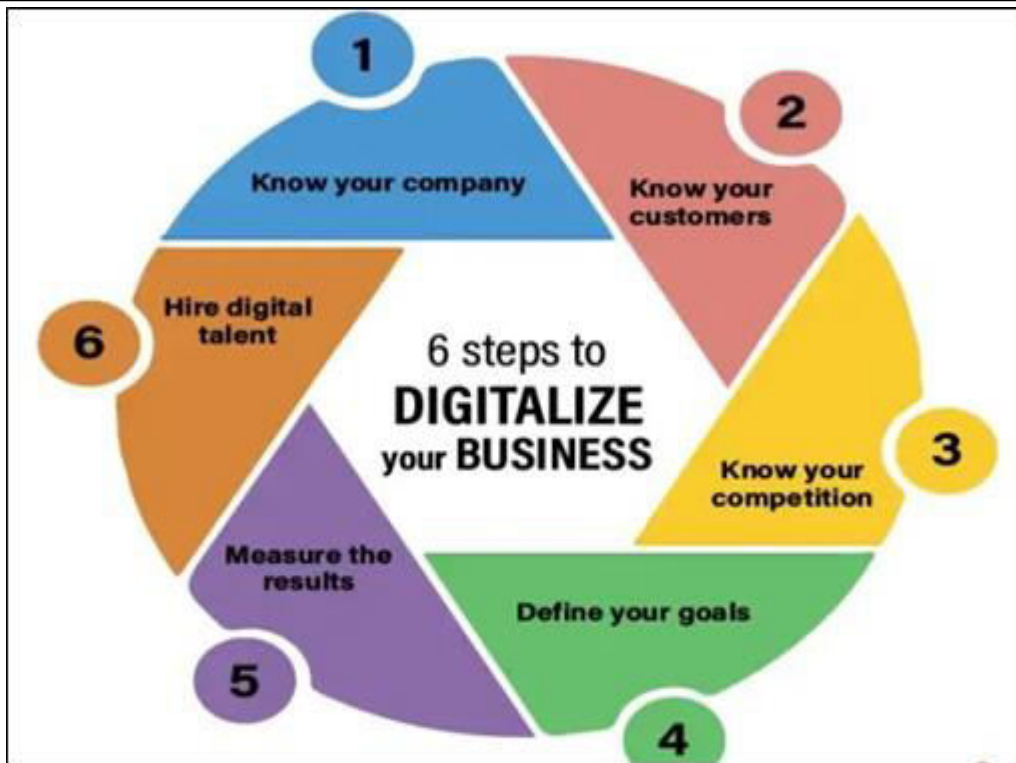 1
Know your company
2
Know your
customers
3
Know your
competition
4
Define your goals
5
Measure the
results
6
Hire digital
talent
6 steps to
DIGITALIZE
your BUSINESS